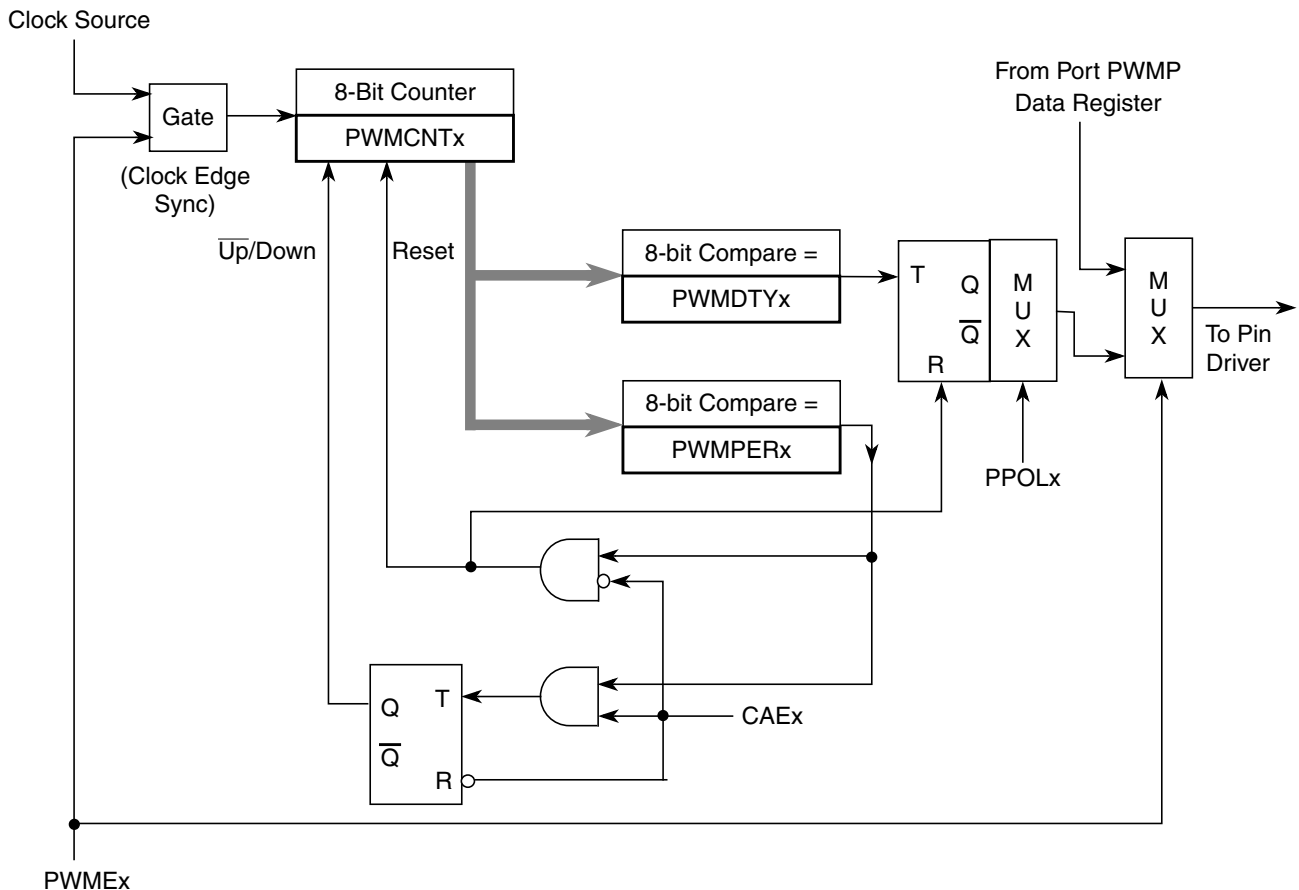 Clock Source
Gate
(Clock Edge
Sync)
8-Bit Counter
PWMCNTx
U̅p̅/Down
Reset
8-bit Compare =
PWMDTYx
8-bit Compare =
PWMPERx
T
Q
Q̅
R
M
U
X
PPOLx
From Port PWMP
Data Register
M
U
X
To Pin
Driver
Q
T
Q̅
R
CAEx
PWMEx